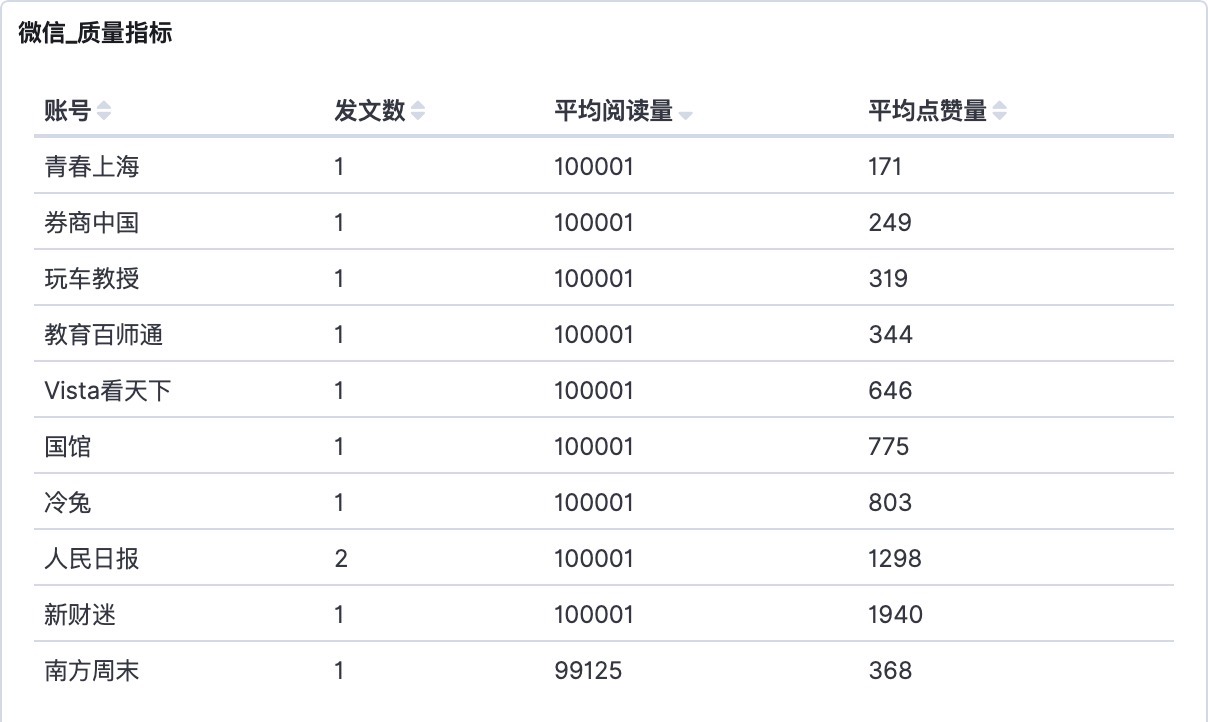 微信_质量指标
账号 发文数 平均阅读量 平均点赞量
青春上海 1 100001 171
券商中国 1 100001 249
玩车教授 1 100001 319
教育百师通 1 100001 344
Vista看天下 1 100001 646
国馆 1 100001 775
冷兔 1 100001 803
人民日报 2 100001 1298
新财迷 1 100001 1940
南方周末 1 99125 368